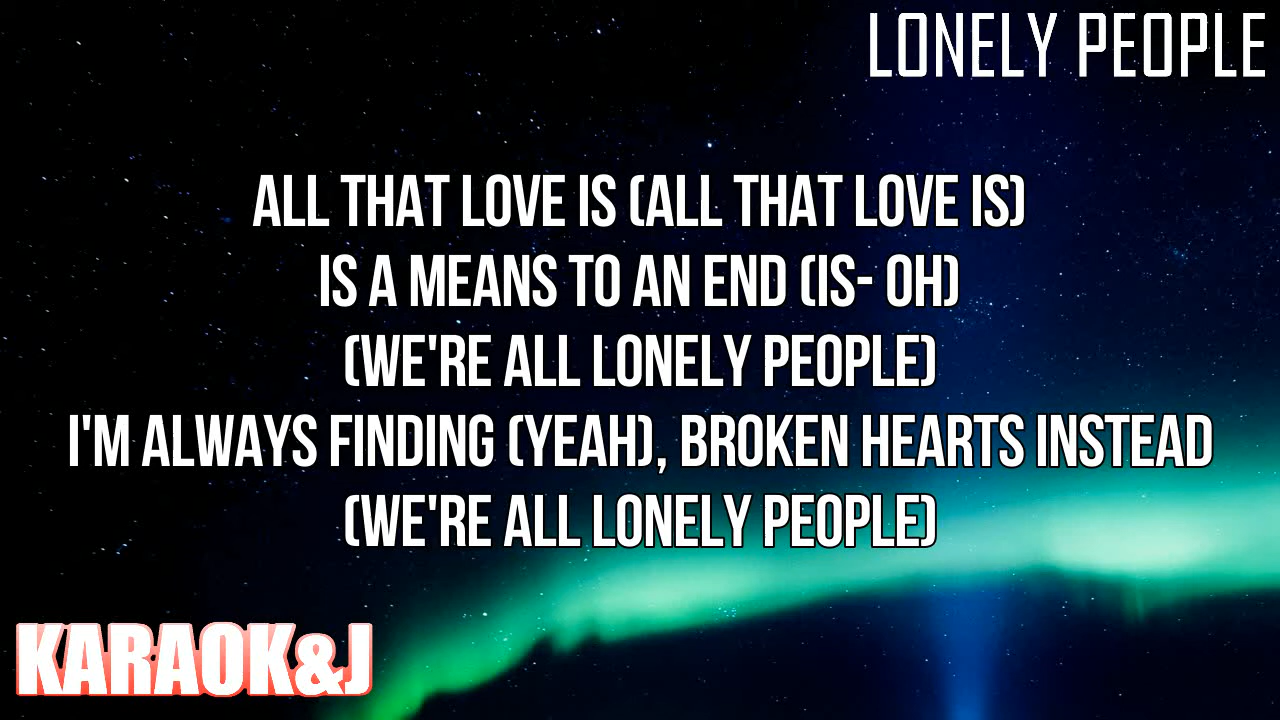 LONELY PEOPLE
ALL THAT LOVE IS (ALL THAT LOVE IS)
IS A MEANS TO AN END (IS- OH)
(WE'RE ALL LONELY PEOPLE)
I'M ALWAYS FINDING (YEAH), BROKEN HEARTS INSTEAD
(WE'RE ALL LONELY PEOPLE)
KARAOK&J